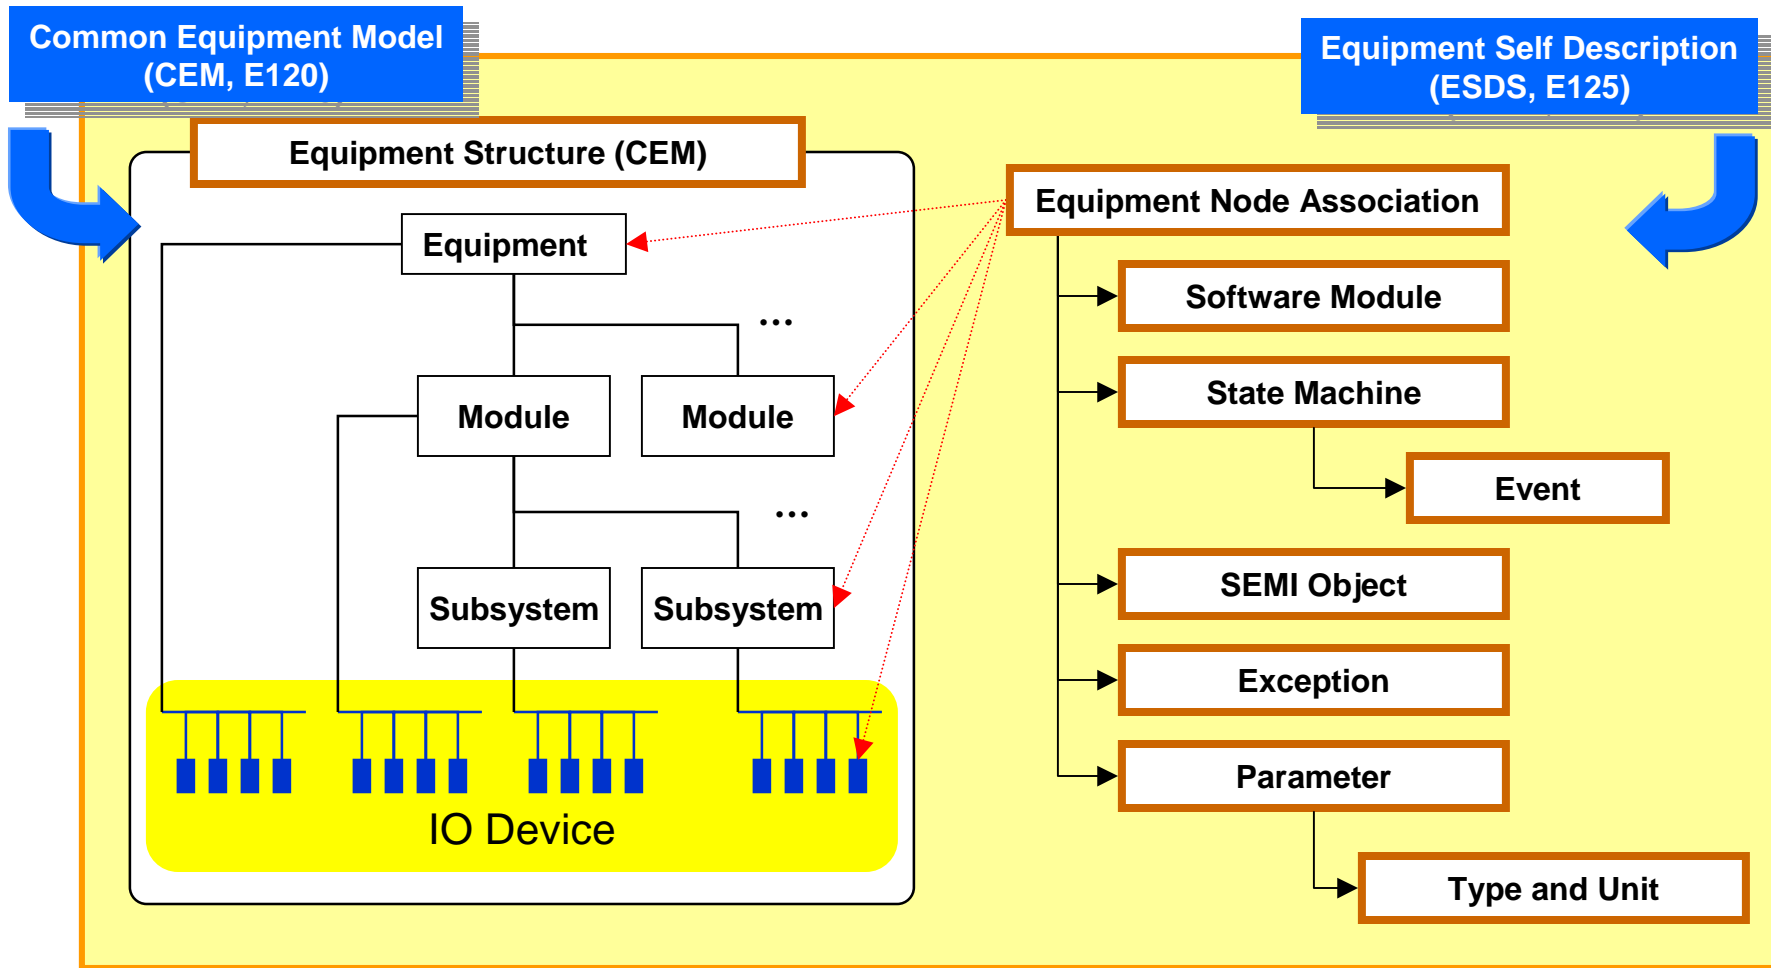 Common Equipment Model
(CEM, E120)
Equipment Self Description
(ESDS, E125)
Equipment Structure (CEM)
Equipment Node Association
Equipment
Software Module
...
State Machine
Module
Module
Event
...
SEMI Object
Subsystem
Subsystem
Exception
Parameter
IO Device
Type and Unit